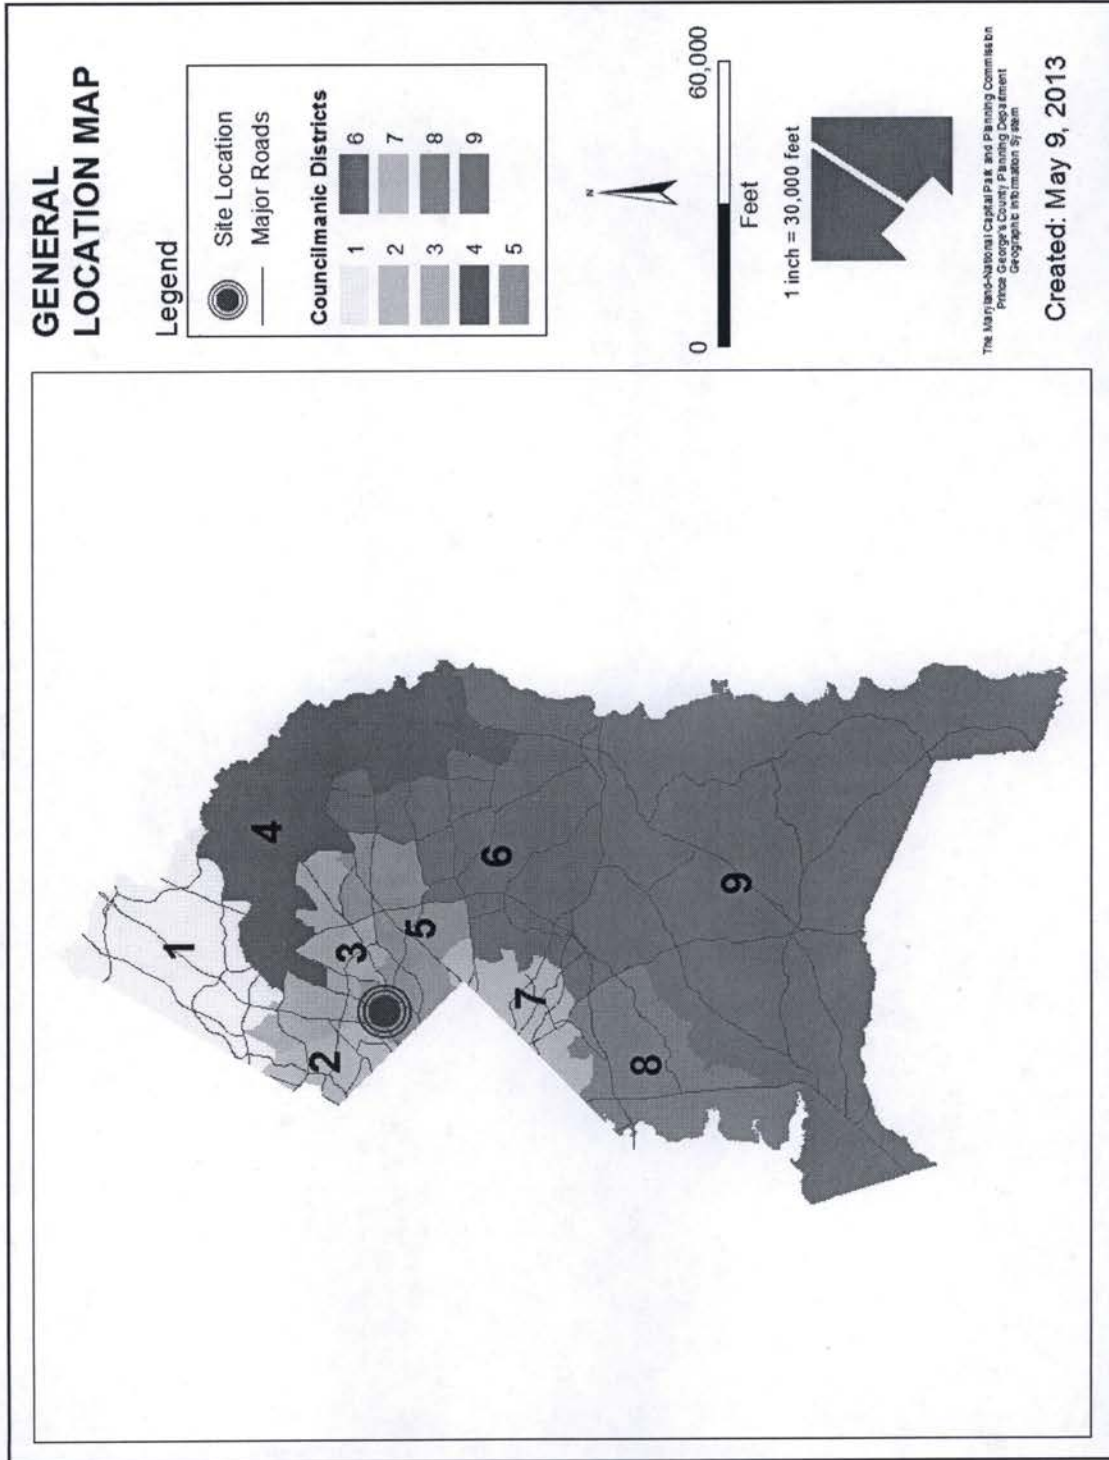 GENERAL
LOCATION MAP
Legend
Site Location
Major Roads
Councilmanic Districts
1
6
2
7
3
8
4
9
5
N
0
60,000
Feet
1 inch = 30,000 feet
The Maryland-National Capital Park and Planning Commission
Prince George's County Planning Department
Geographic Information System
Created: May 9, 2013
1
4
2
3
5
6
7
8
9